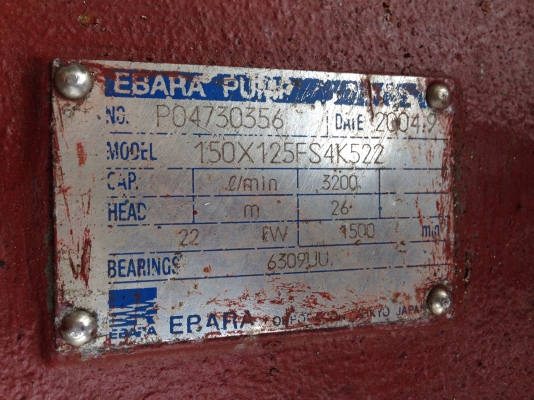 EBARA PUMP
NO. P04730356 DATE 2004.9
MODEL 150X125FS4K522
CAP. ℓ/min 3200
HEAD m 26
22 kW 1500 min
BEARINGS 6309UU
EBARA EBARA TOKYO JAPAN